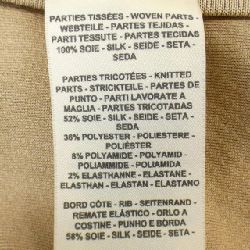 PARTIES TISSÉES - WOVEN PARTS -
WEBTEILE - PARTES TEJIDAS -
PARTI TESSUTE - PARTES TECIDAS
100% SOIE - SILK - SEIDE - SETA -
SEDA
PARTIES TRICOTÉES - KNITTED
PARTS - STRICKTEILE - PARTES DE
PUNTO - PARTI LAVORATE A
MAGLIA - PARTES TRICOTADAS
52% SOIE - SILK - SEIDE - SETA -
SEDA
38% POLYESTER - POLIESTERE -
POLIÉSTER
8% POLYAMIDE - POLYAMID -
POLIAMMIDE - POLIAMIDA
2% ELASTHANNE - ELASTANE -
ELASTHAN - ELASTAN - ELASTANO
BORD CÔTE - RIB - SEITENRAND -
REMATE ELÁSTICO - ORLO A
COSTINE - PUNHO E BORDA
58% SOIE - SILK - SEIDE - SETA -